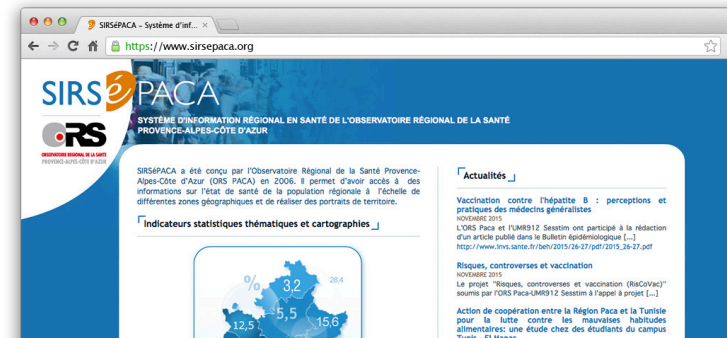 SIRSéPACA – Système d'inf...
https://www.sirsepaca.org
SIRSéPACA
SYSTÈME D'INFORMATION RÉGIONAL EN SANTÉ DE L'OBSERVATOIRE RÉGIONAL DE LA SANTÉ
PROVENCE-ALPES-CÔTE D'AZUR
ORS
OBSERVATOIRE REGIONAL DE LA SANTÉ
PROVENCE-ALPES-CÔTE D'AZUR
SIRSéPACA a été conçu par l'Observatoire Régional de la Santé Provence-
Alpes-Côte d'Azur (ORS PACA) en 2006. Il permet d'avoir accès à des
informations sur l'état de santé de la population régionale à l'échelle de
différentes zones géographiques et de réaliser des portraits de territoire.
Indicateurs statistiques thématiques et cartographies
%
3,2
28,4
5,5
12,5
15,6
Actualités
Vaccination contre l'hépatite B : perceptions et
pratiques des médecins généralistes
NOVEMBRE 2015
L'ORS Paca et l'UMR912 Sesstim ont participé à la rédaction
d'un article publié dans le Bulletin épidémiologique [...]
http://www.invs.sante.fr/beh/2015/26-27/pdf/2015_26-27.pdf
Risques, controverses et vaccination
NOVEMBRE 2015
Le projet "Risques, controverses et vaccination (RisCoVac)"
soumis par l'ORS Paca-UMR912 Sesstim à l'appel à projet [...]
Action de coopération entre la Région Paca et la Tunisie
pour la lutte contre les mauvaises habitudes
alimentaires: une étude chez des étudiants du campus
Tunis - El Manar